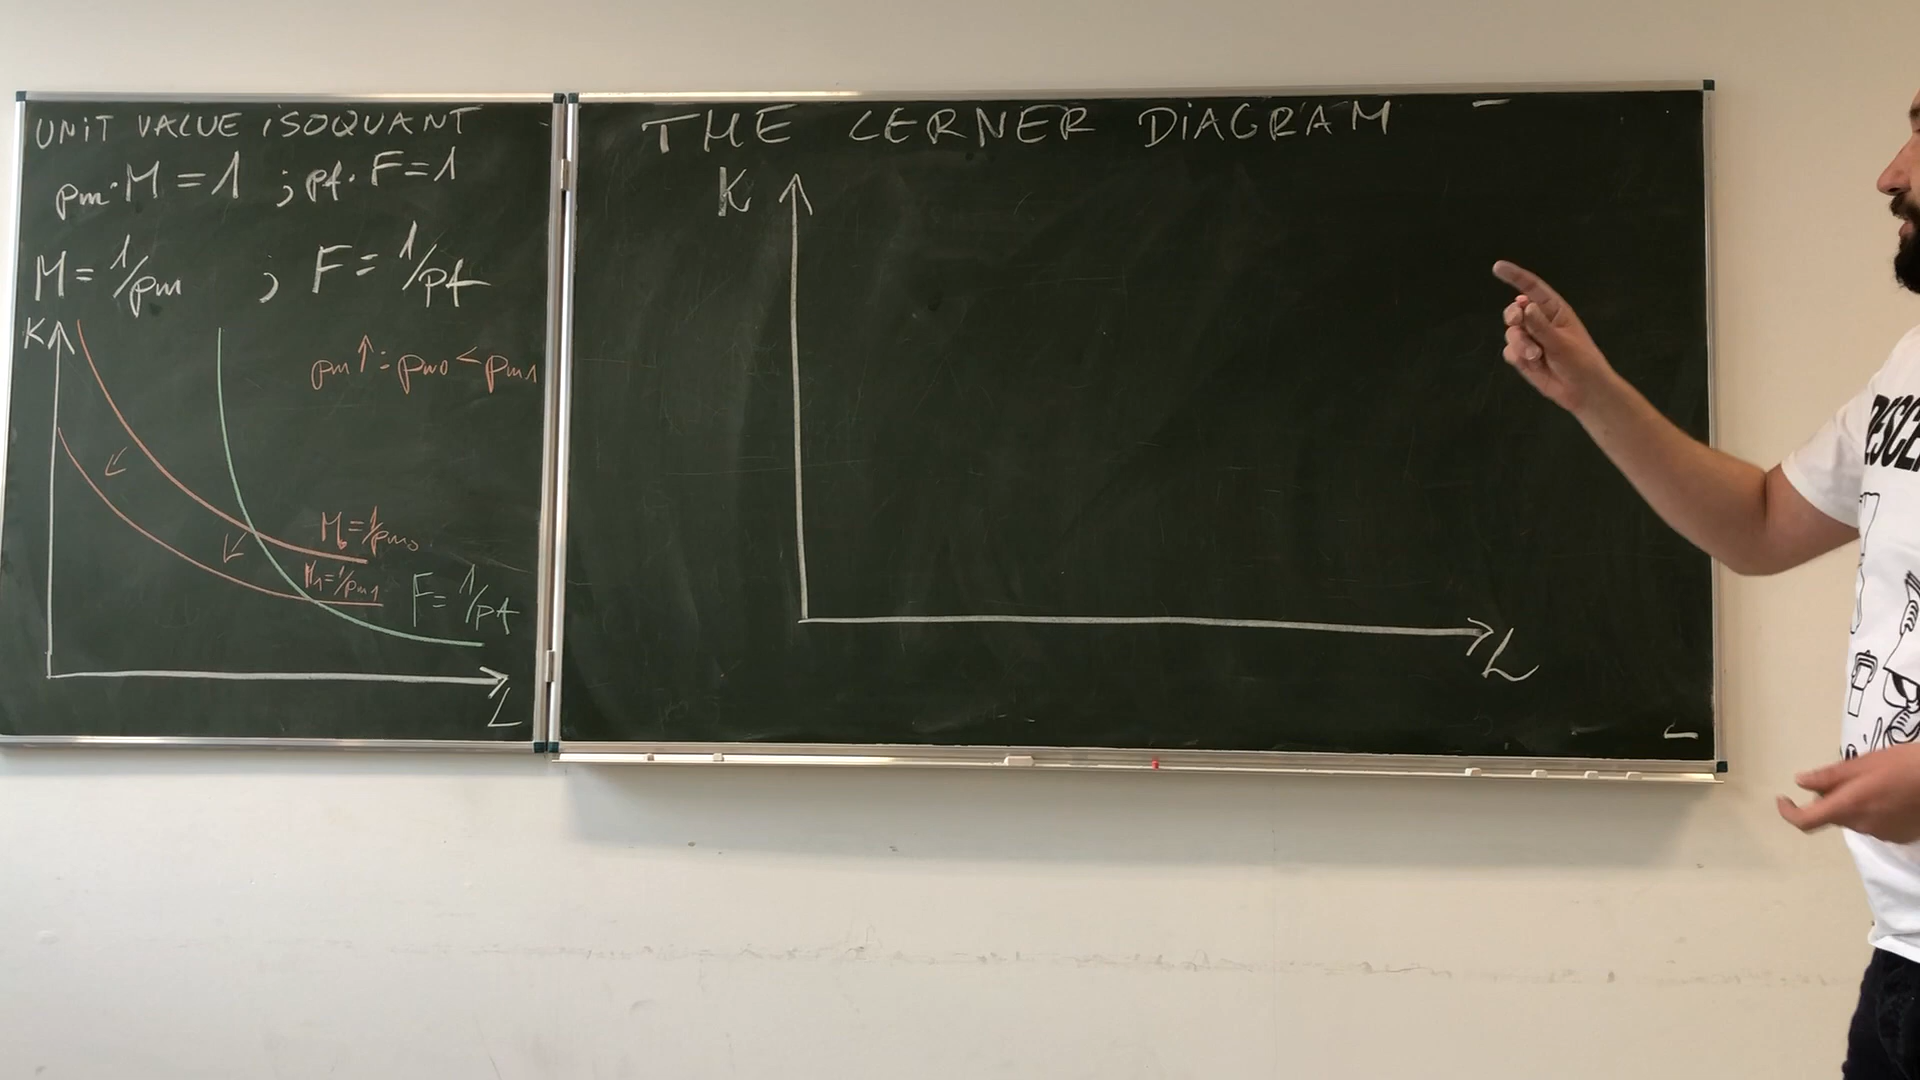 UNiT VALUE iSOQUANT
pm·M = 1 ; pf·F = 1
M = 1/pm ; F = 1/pf
K
pm↑: pm0 < pm1
M0=1/pm0
M1=1/pm1
F = 1/pf
L
THE LERNER DiAGRAM
K
L